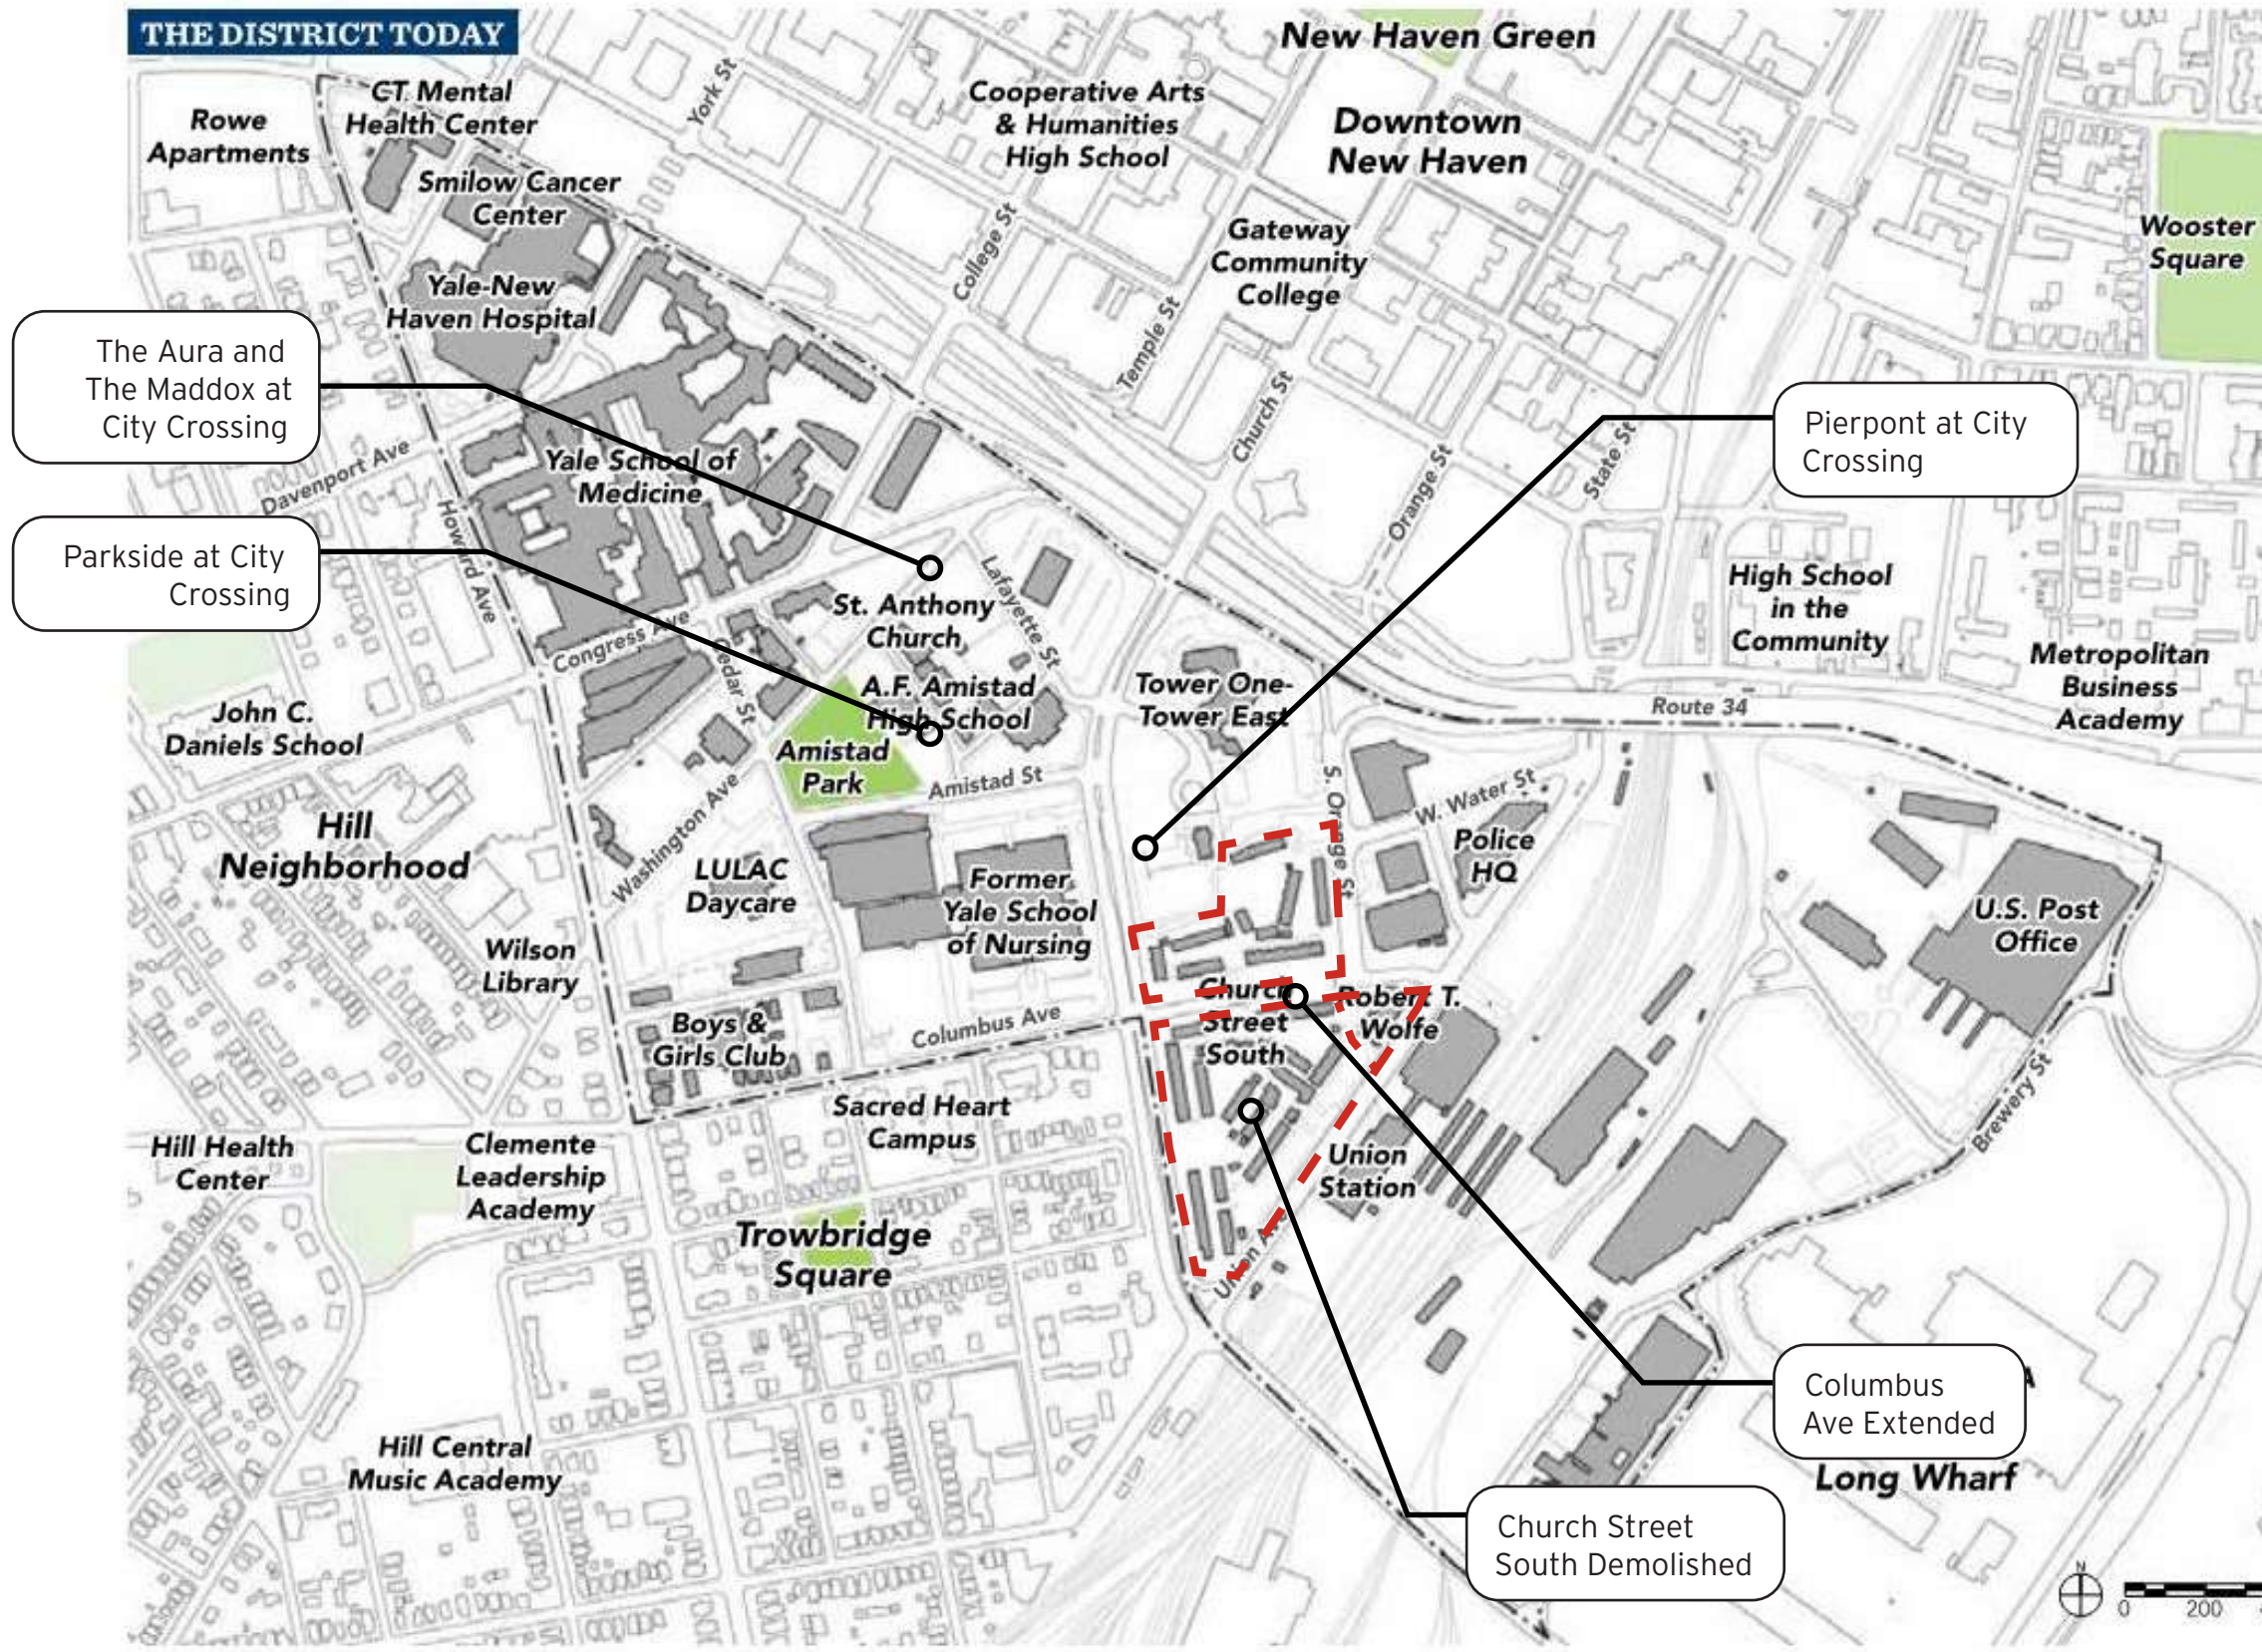 THE DISTRICT TODAY
New Haven Green
Rowe
Apartments
CT Mental
Health Center
York St
Cooperative Arts
& Humanities
High School
Downtown
New Haven
Smilow Cancer
Center
Wooster
Square
College St
Gateway
Community
College
Yale-New
Haven Hospital
Temple St
The Aura and
The Maddox at
City Crossing
Church St
Pierpont at City
Crossing
Davenport Ave
Howard Ave
Yale School of
Medicine
Orange St
State St
Parkside at City
Crossing
Lafayette St
High School
in the
Community
St. Anthony
Church
Congress Ave
Cedar St
Metropolitan
Business
Academy
A.F. Amistad
High School
Tower One-
Tower East
Route 34
John C.
Daniels School
Amistad
Park
Amistad St
S. Orange St
W. Water St
Hill
Neighborhood
Washington Ave
LULAC
Daycare
Former
Yale School
of Nursing
Police
HQ
U.S. Post
Office
Wilson
Library
Church
Street
South
Robert T.
Wolfe
Boys &
Girls Club
Columbus Ave
Brewery St
Sacred Heart
Campus
Hill Health
Center
Clemente
Leadership
Academy
Union
Station
Trowbridge
Square
Union Ave
Columbus
Ave Extended
Hill Central
Music Academy
Long Wharf
Church Street
South Demolished
N
0 200